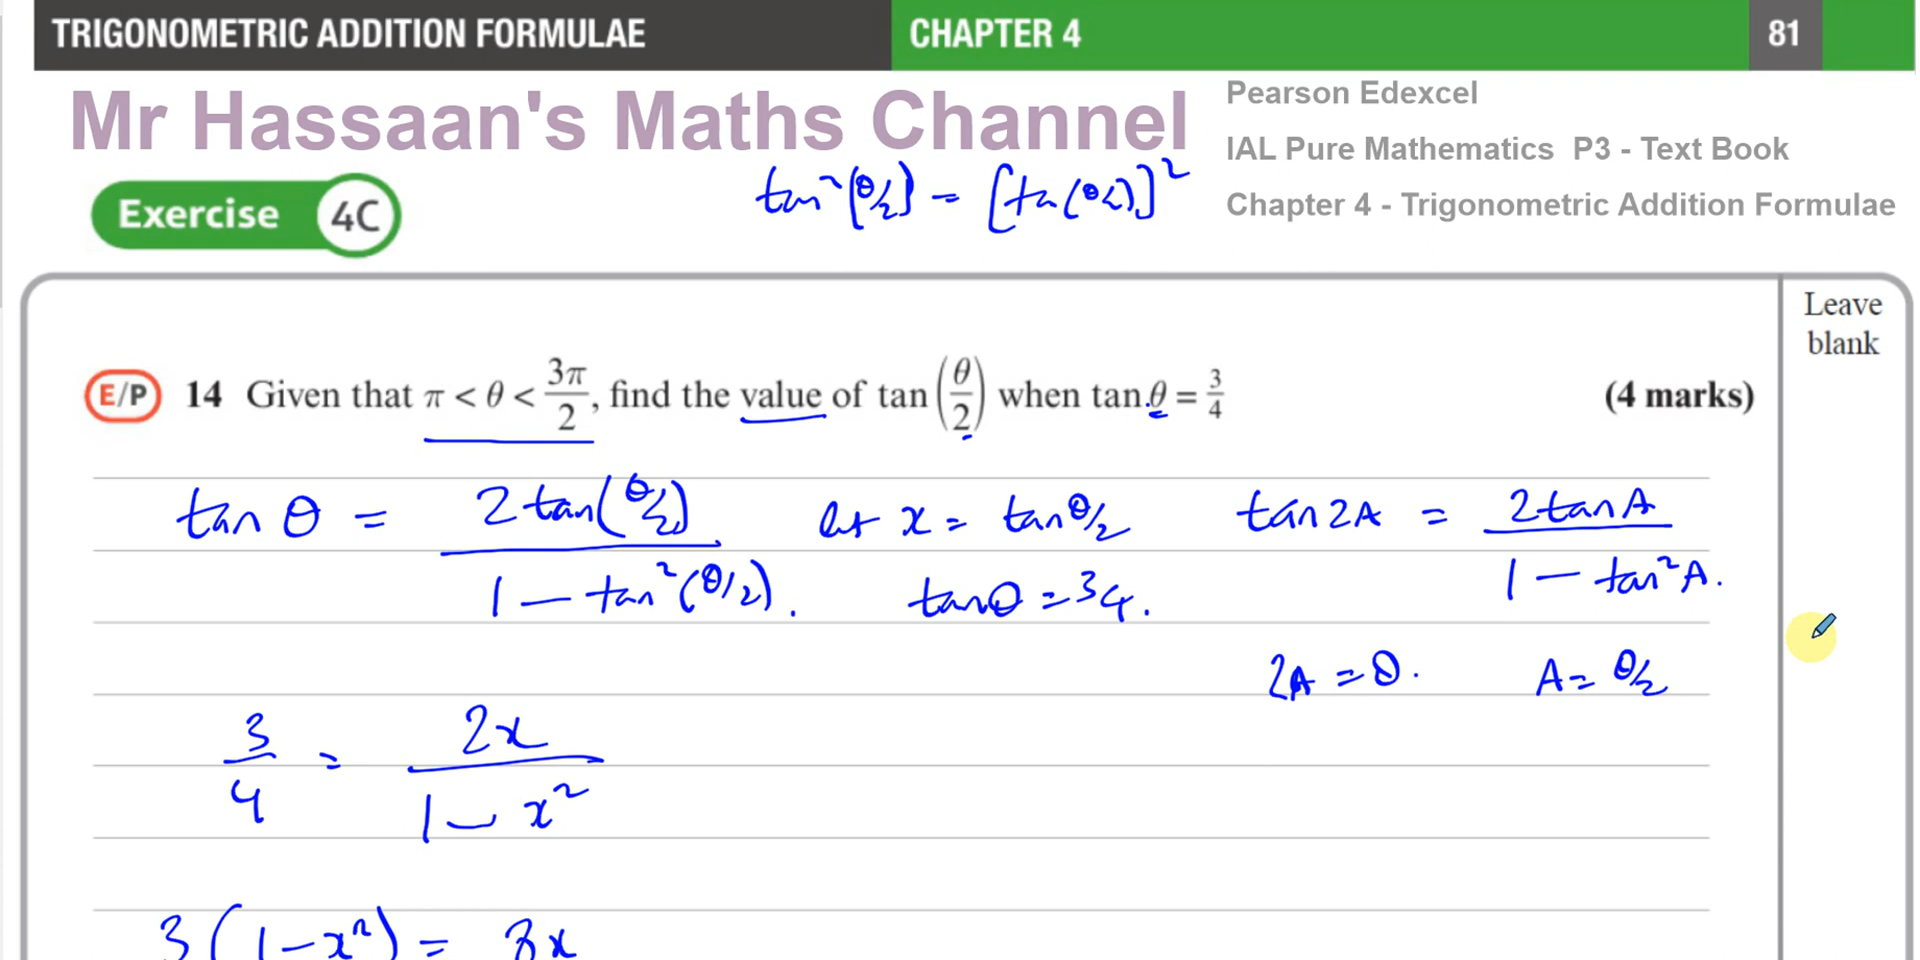 TRIGONOMETRIC ADDITION FORMULAE CHAPTER 4 81
Mr Hassaan's Maths Channel
Pearson Edexcel
IAL Pure Mathematics P3 - Text Book
Chapter 4 - Trigonometric Addition Formulae
Exercise 4C
tan²(θ/2) = [tan(θ/2)]²
Leave
blank
E/P 14 Given that π < θ < 3π/2, find the value of tan(θ/2) when tan θ = 3/4 (4 marks)
tan θ = 2tan(θ/2) / 1 − tan²(θ/2). let x = tan θ/2 tan 2A = 2tanA / 1 − tan²A.
tanθ = 3/4.
2A = θ. A = θ/2
3/4 = 2x / 1 − x²
3(1 − x²) = 8x